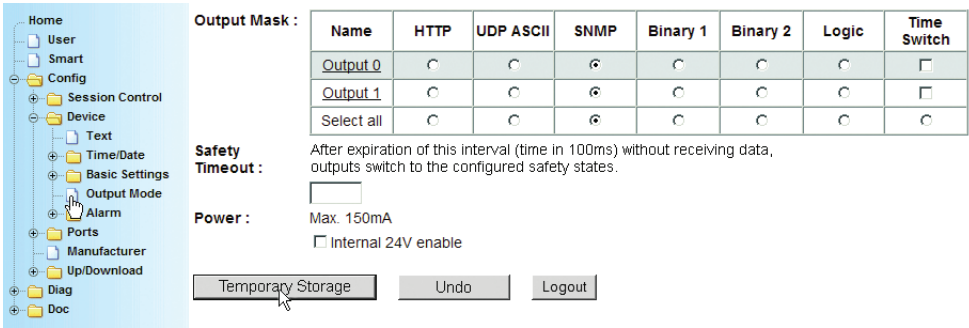 Home
User
Smart
Config
Session Control
Device
Text
Time/Date
Basic Settings
Output Mode
Alarm
Ports
Manufacturer
Up/Download
Diag
Doc
Output Mask :
Name HTTP UDP ASCII SNMP Binary 1 Binary 2 Logic Time Switch
Output 0
Output 1
Select all
Safety Timeout :
After expiration of this interval (time in 100ms) without receiving data,
outputs switch to the configured safety states.
Power :
Max. 150mA
Internal 24V enable
Temporary Storage Undo Logout